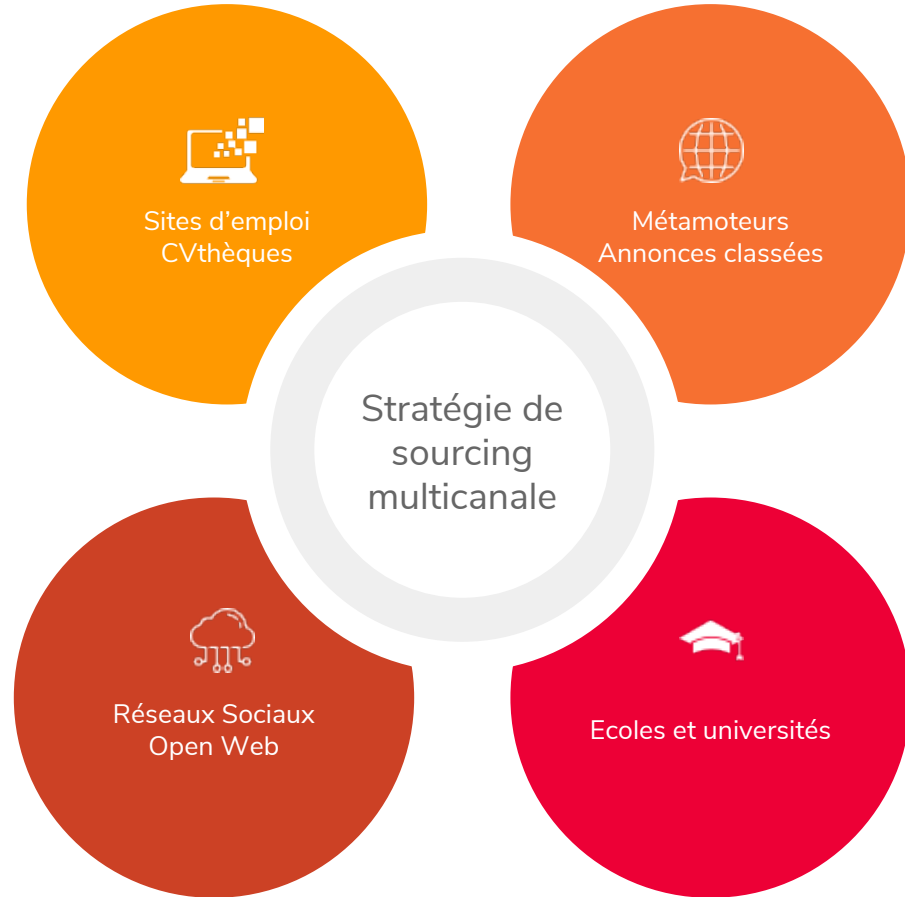 Sites d’emploi
CVthèques
Métamoteurs
Annonces classées
Stratégie de
sourcing
multicanale
Réseaux Sociaux
Open Web
Ecoles et universités